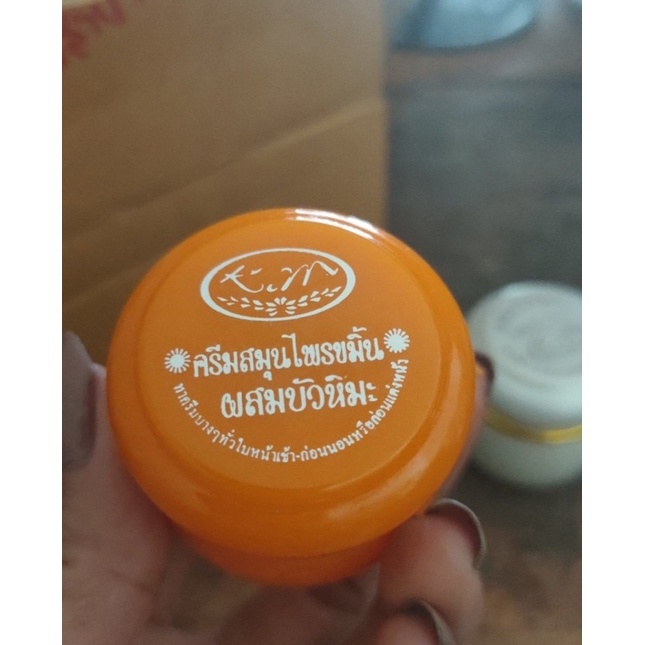 K.M
ครีมสมุนไพรขมิ้น
ผสมบัวหิมะ
ทาครีมบางๆทั่วใบหน้าเช้า-ก่อนนอนหรือก่อนแต่งหน้า